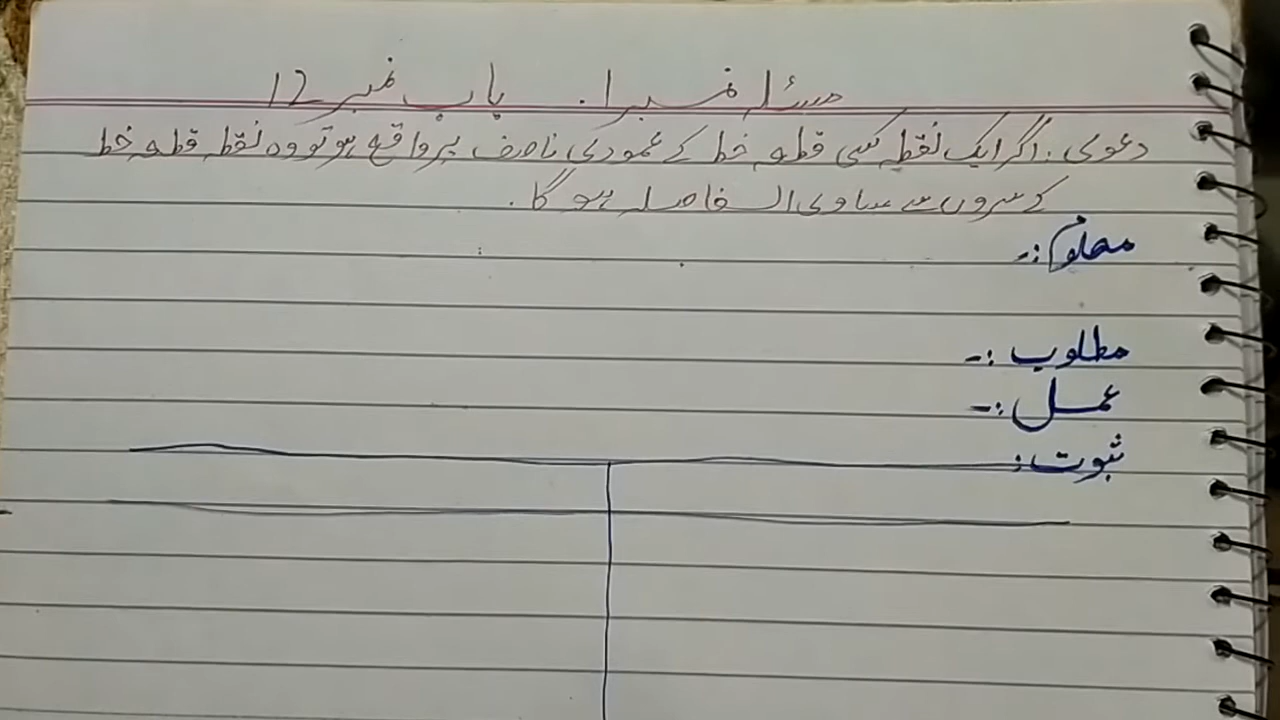 مسئلہ نمبر 1. باب نمبر 12
دعوی: اگر ایک نقطہ کسی قطعہ خط کے عمودی ناصف پر واقع ہو تو وہ نقطہ قطعہ خط
کے سروں سے مساوی الفاصلہ ہو گا.
معلوم:-
مطلوب:-
عمل:-
ثبوت: